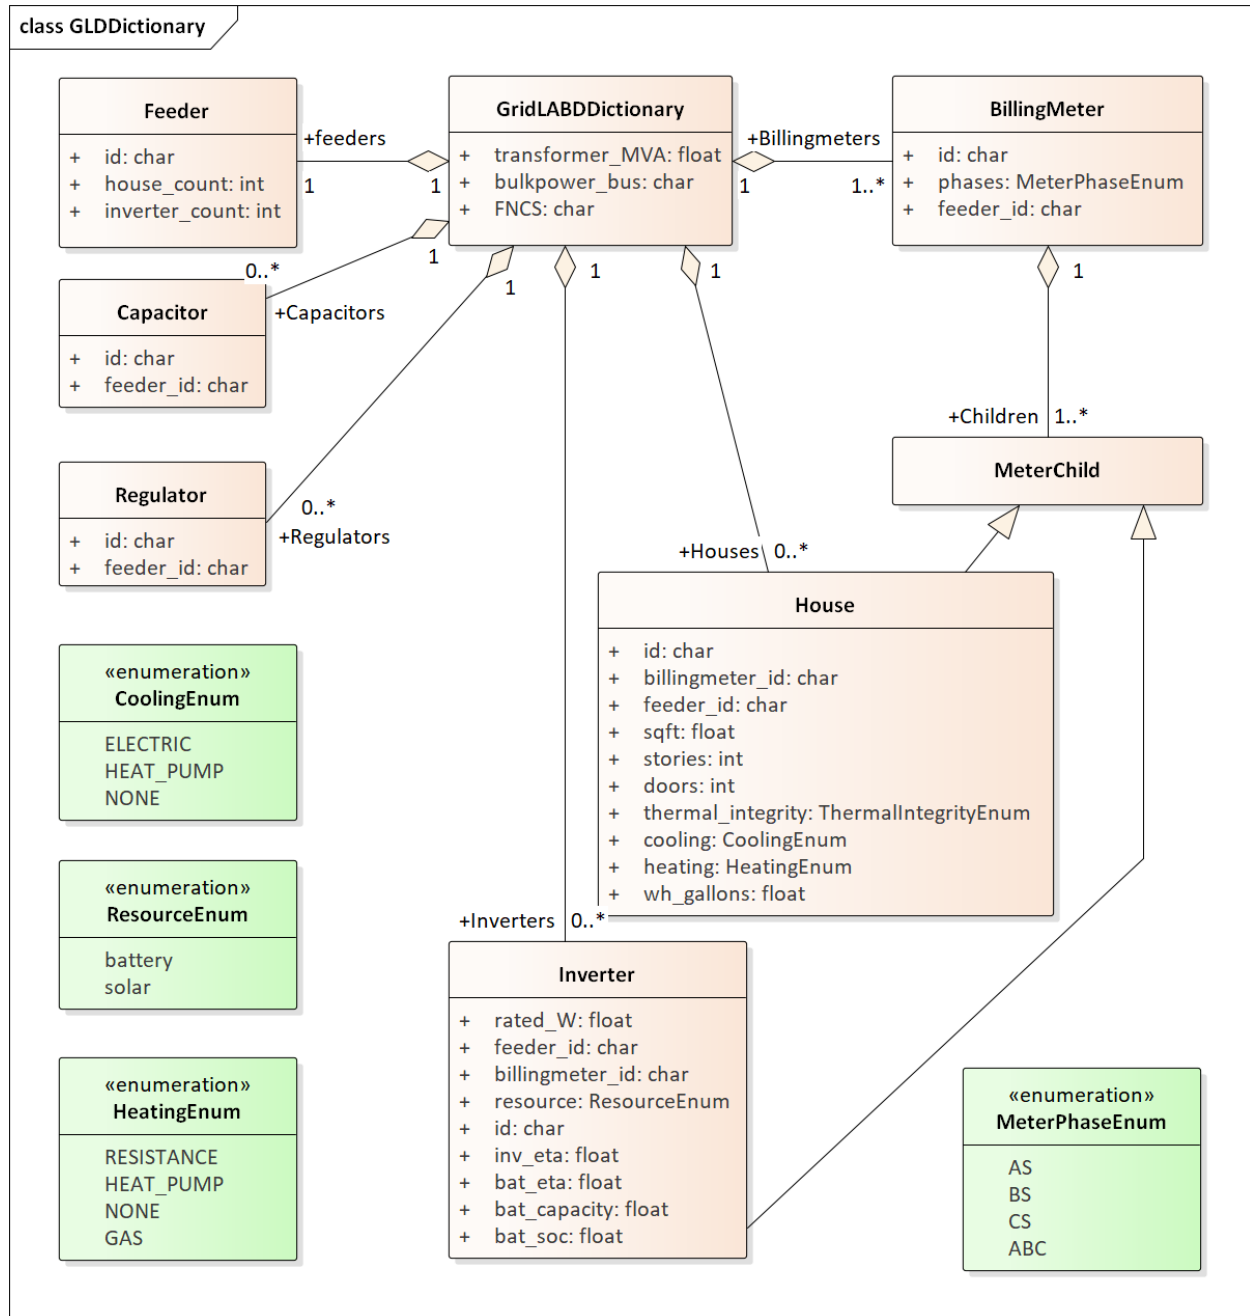 class GLDDictionary
Feeder
+ id: char
+ house_count: int
+ inverter_count: int
+feeders
1
1
GridLABDDictionary
+ transformer_MVA: float
+ bulkpower_bus: char
+ FNCS: char
+Billingmeters
1
1..*
BillingMeter
+ id: char
+ phases: MeterPhaseEnum
+ feeder_id: char
0..*
1
+Capacitors
Capacitor
+ id: char
+ feeder_id: char
1
1
1
1
Regulator
+ id: char
+ feeder_id: char
0..*
+Regulators
+Children 1..*
MeterChild
+Houses 0..*
House
+ id: char
+ billingmeter_id: char
+ feeder_id: char
+ sqft: float
+ stories: int
+ doors: int
+ thermal_integrity: ThermalIntegrityEnum
+ cooling: CoolingEnum
+ heating: HeatingEnum
+ wh_gallons: float
«enumeration»
CoolingEnum
ELECTRIC
HEAT_PUMP
NONE
«enumeration»
ResourceEnum
battery
solar
+Inverters 0..*
Inverter
+ rated_W: float
+ feeder_id: char
+ billingmeter_id: char
+ resource: ResourceEnum
+ id: char
+ inv_eta: float
+ bat_eta: float
+ bat_capacity: float
+ bat_soc: float
«enumeration»
HeatingEnum
RESISTANCE
HEAT_PUMP
NONE
GAS
«enumeration»
MeterPhaseEnum
AS
BS
CS
ABC